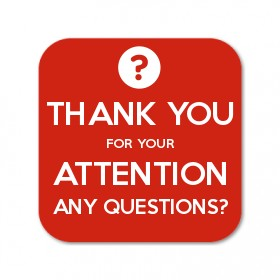 ?
THANK YOU
FOR YOUR
ATTENTION
ANY QUESTIONS?